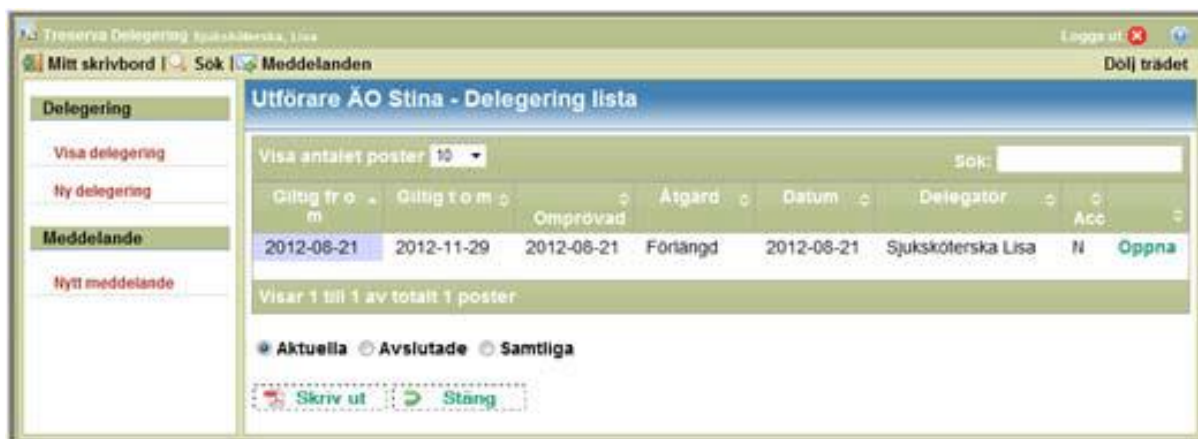 Treserva Delegering Sjuksköterska, Lisa Logga ut
Mitt skrivbord | Sök | Meddelanden Dölj trädet
Delegering
Visa delegering
Ny delegering
Meddelande
Nytt meddelande
Utförare ÄO Stina - Delegering lista
Visa antalet poster 10 Sök:
Giltig fr o m Giltig t o m Omprövad Åtgärd Datum Delegatör Acc
2012-08-21 2012-11-29 2012-08-21 Förlängd 2012-08-21 Sjuksköterska Lisa N Öppna
Visar 1 till 1 av totalt 1 poster
Aktuella Avslutade Samtliga
Skriv ut Stäng